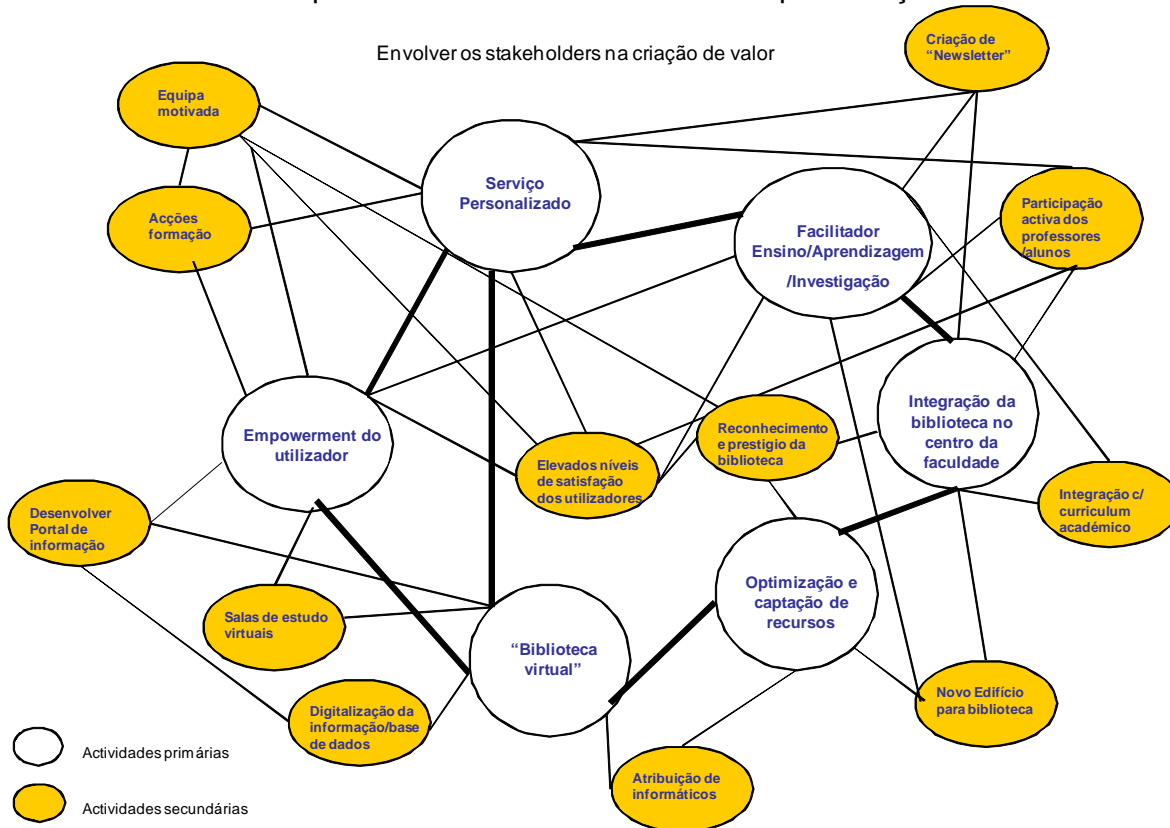 Envolver os stakeholders na criação de valor
Criação de
“Newsletter”
Equipa
motivada
Serviço
Personalizado
Acções
formação
Facilitador
Ensino/Aprendizagem
/Investigação
Participação
activa dos
professores
/alunos
Integração da
biblioteca no
centro da
faculdade
Empowerment do
utilizador
Reconhecimento
e prestigio da
biblioteca
Elevados níveis
de satisfação
dos utilizadores
Integração c/
curriculum
académico
Desenvolver
Portal de
informação
Optimização e
captação de
recursos
Salas de estudo
virtuais
“Biblioteca
virtual”
Novo Edifício
para biblioteca
Digitalização da
informação/base
de dados
Atribuição de
informáticos
Actividades primárias
Actividades secundárias